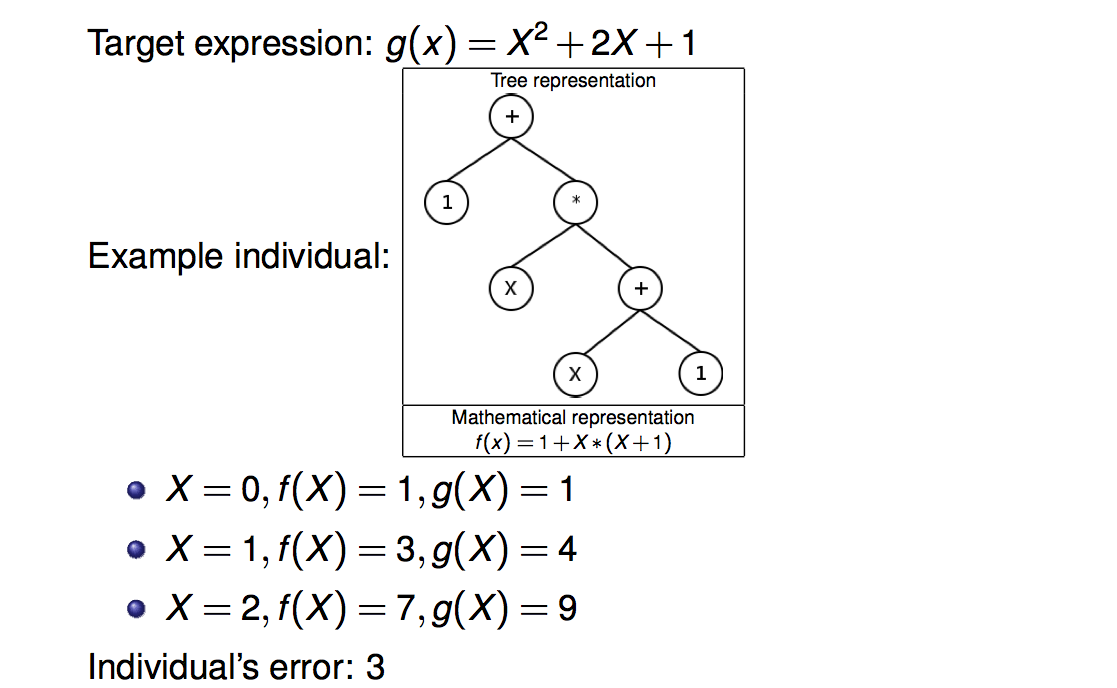 Target expression: g(x) = X² + 2X + 1
Tree representation
+
1 *
Example individual:
X +
X 1
Mathematical representation
f(x) = 1 + X * (X + 1)
X = 0, f(X) = 1, g(X) = 1
X = 1, f(X) = 3, g(X) = 4
X = 2, f(X) = 7, g(X) = 9
Individual's error: 3